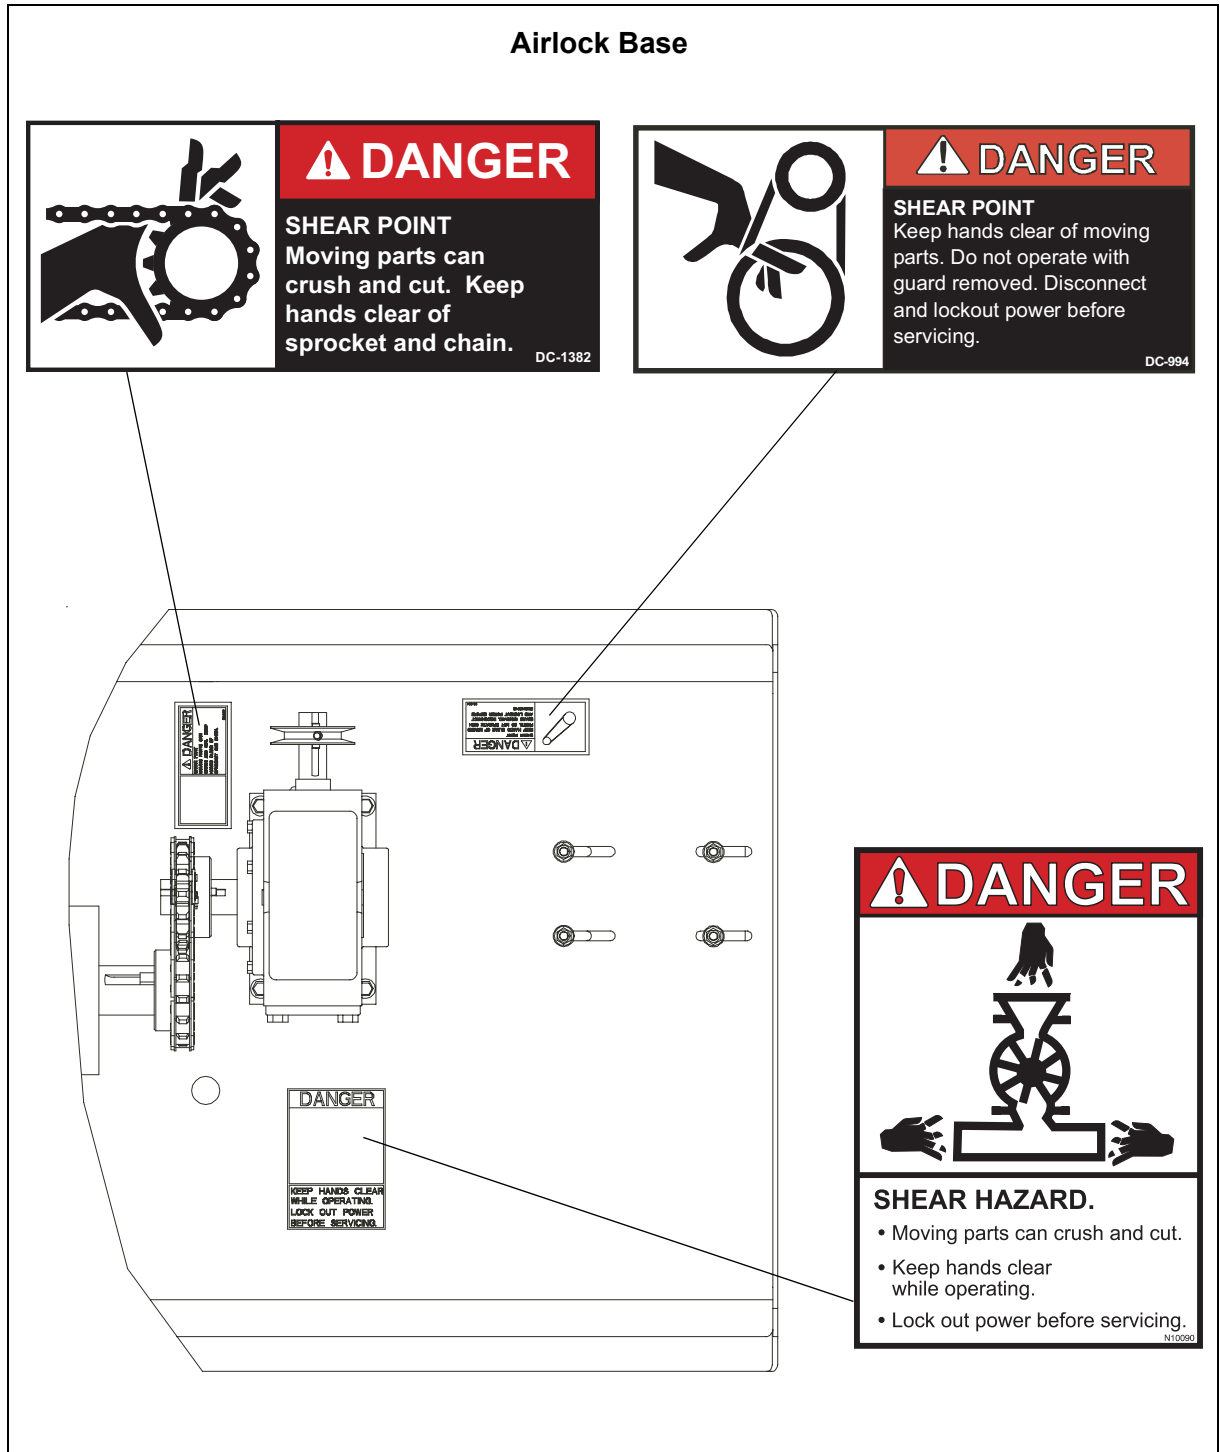 Airlock Base
DANGER
SHEAR POINT
Moving parts can
crush and cut. Keep
hands clear of
sprocket and chain.
DC-1382
DANGER
SHEAR POINT
Keep hands clear of moving
parts. Do not operate with
guard removed. Disconnect
and lockout power before
servicing.
DC-994
DANGER
DANGER
DANGER
KEEP HANDS CLEAR
WHILE OPERATING.
LOCK OUT POWER
BEFORE SERVICING.
DANGER
SHEAR HAZARD.
• Moving parts can crush and cut.
• Keep hands clear
while operating.
• Lock out power before servicing.
N10090